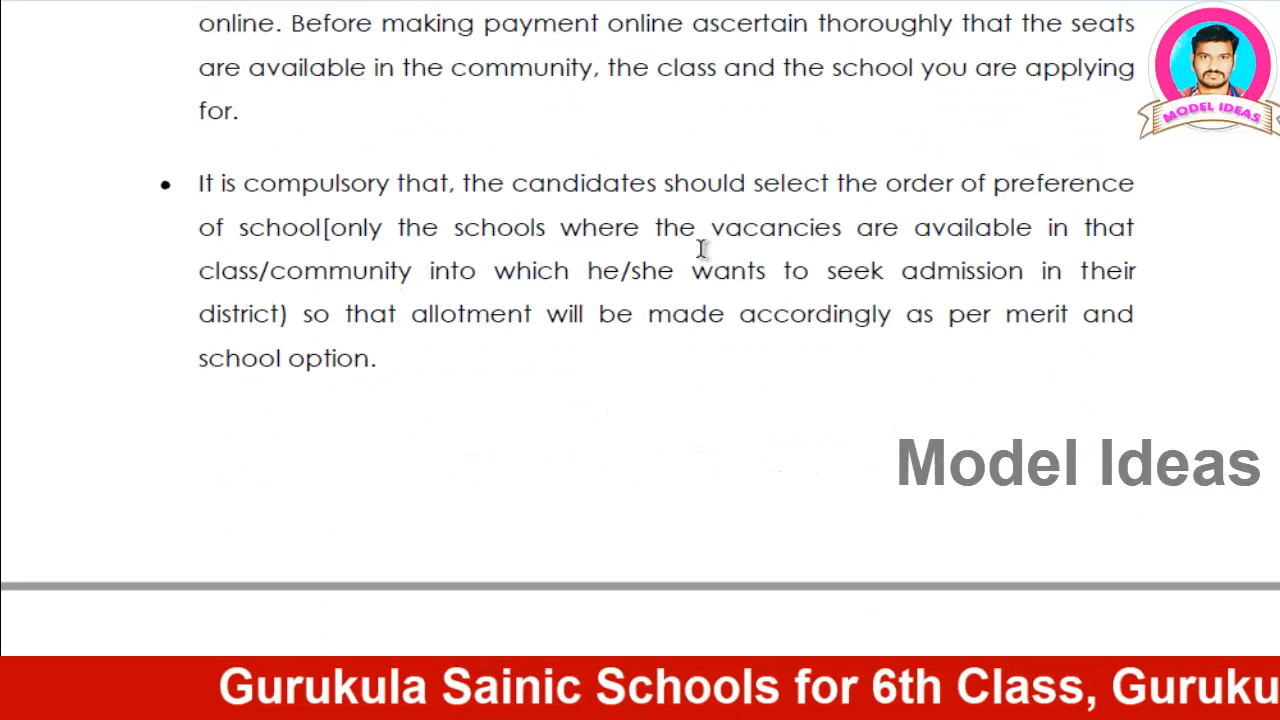 online. Before making payment online ascertain thoroughly that the seats
are available in the community, the class and the school you are applying
for.
MODEL IDEAS
• It is compulsory that, the candidates should select the order of preference
of school[only the schools where the vacancies are available in that
class/community into which he/she wants to seek admission in their
district) so that allotment will be made accordingly as per merit and
school option.
Model Ideas
Gurukula Sainic Schools for 6th Class, Guruku